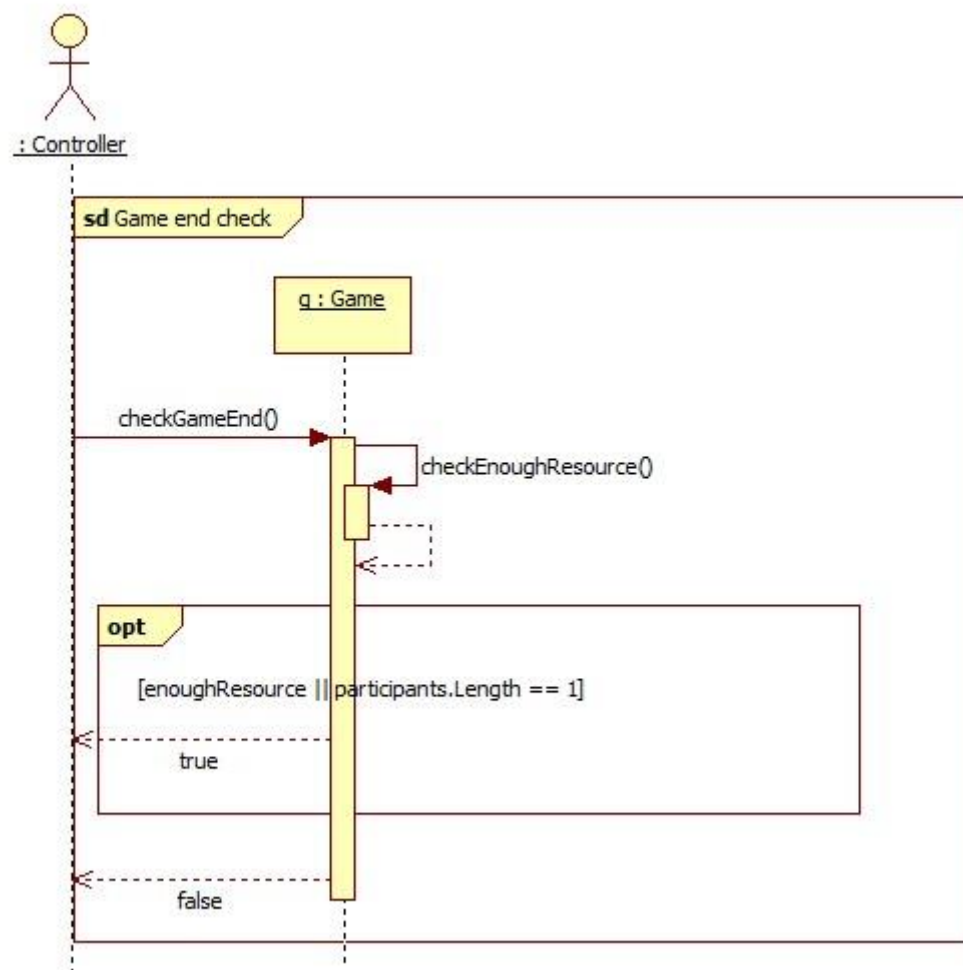 : Controller
sd Game end check
g : Game
checkGameEnd()
checkEnoughResource()
opt
[enoughResource || participants.Length == 1]
true
false